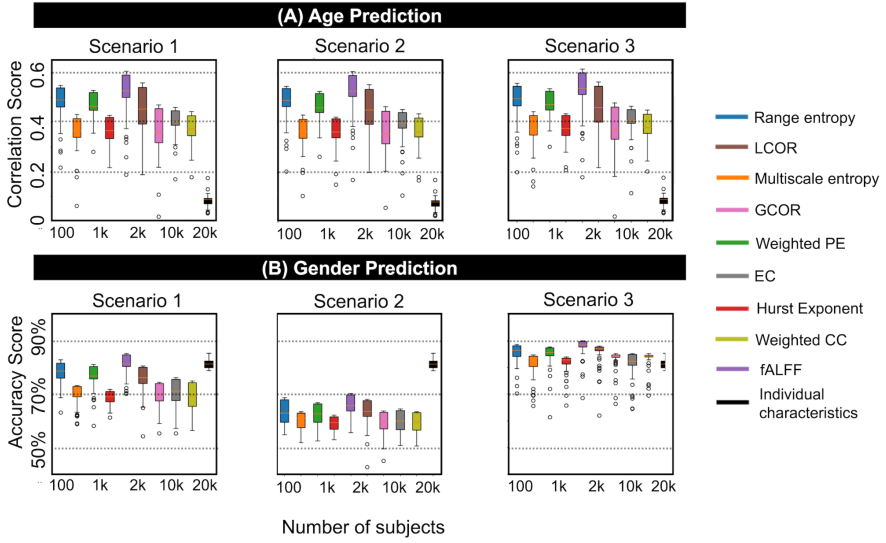 (A) Age Prediction
Scenario 1
Scenario 2
Scenario 3
Correlation Score
0.6
0.4
0.2
0
100 1k 2k 10k 20k
100 1k 2k 10k 20k
100 1k 2k 10k 20k
(B) Gender Prediction
Scenario 1
Scenario 2
Scenario 3
Accuracy Score
90%
70%
50%
100 1k 2k 10k 20k
100 1k 2k 10k 20k
100 1k 2k 10k 20k
Number of subjects
Range entropy
LCOR
Multiscale entropy
GCOR
Weighted PE
EC
Hurst Exponent
Weighted CC
fALFF
Individual
characteristics